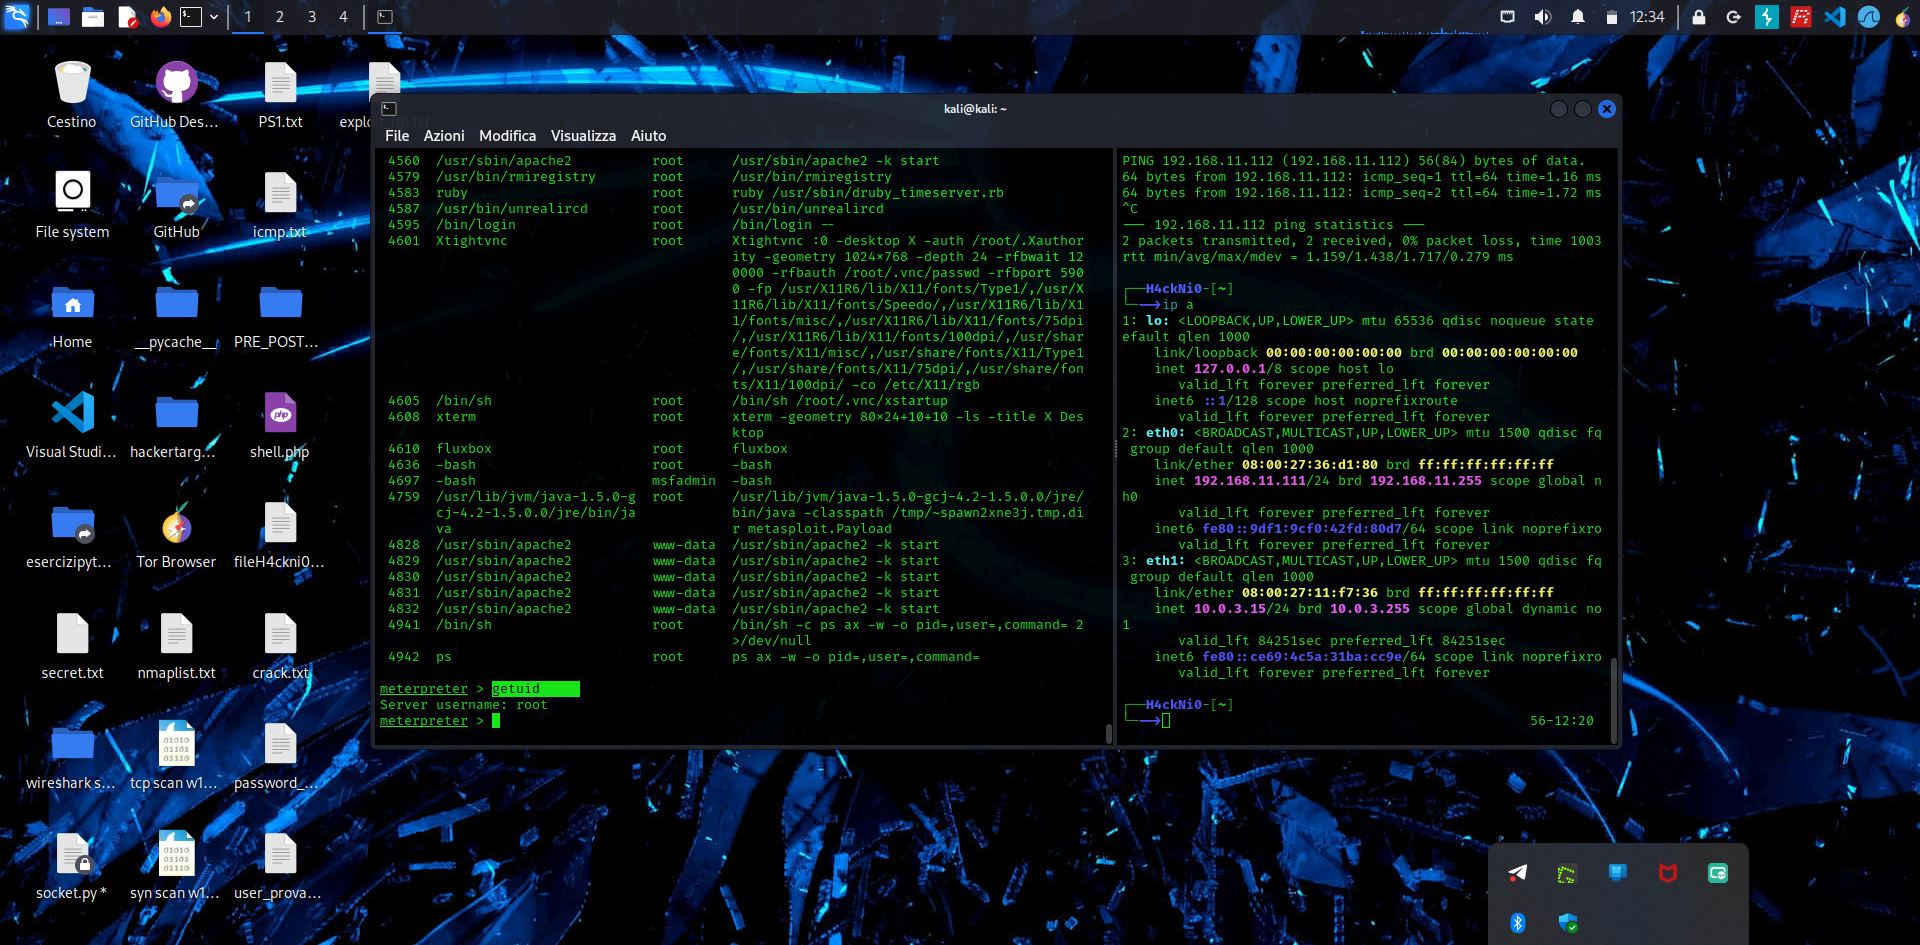 1 2 3 4
12:34
Cestino
GitHub Des...
PS1.txt
File system
GitHub
icmp.txt
Home
__pycache__
PRE_POST...
Visual Studi...
hackertarg...
shell.php
esercizipyt...
Tor Browser
fileH4ckni0...
secret.txt
nmaplist.txt
crack.txt
wireshark s...
tcp scan w1...
password_...
socket.py *
syn scan w1...
user_prova...
kali@kali: ~
File Azioni Modifica Visualizza Aiuto
4560 /usr/sbin/apache2 root /usr/sbin/apache2 -k start
4579 /usr/bin/rmiregistry root /usr/bin/rmiregistry
4583 ruby root ruby /usr/sbin/druby_timeserver.rb
4587 /usr/bin/unrealircd root /usr/bin/unrealircd
4595 /bin/login root /bin/login --
4601 Xtightvnc root Xtightvnc :0 -desktop X -auth /root/.Xauthor
ity -geometry 1024×768 -depth 24 -rfbwait 12
0000 -rfbauth /root/.vnc/passwd -rfbport 590
0 -fp /usr/X11R6/lib/X11/fonts/Type1/,/usr/X
11R6/lib/X11/fonts/Speedo/,/usr/X11R6/lib/X1
1/fonts/misc/,/usr/X11R6/lib/X11/fonts/75dpi
/,/usr/X11R6/lib/X11/fonts/100dpi/,/usr/shar
e/fonts/X11/misc/,/usr/share/fonts/X11/Type1
/,/usr/share/fonts/X11/75dpi/,/usr/share/fon
ts/X11/100dpi/ -co /etc/X11/rgb
4605 /bin/sh root /bin/sh /root/.vnc/xstartup
4608 xterm root xterm -geometry 80×24+10+10 -ls -title X Des
ktop
4610 fluxbox root fluxbox
4636 -bash root -bash
4697 -bash msfadmin -bash
4759 /usr/lib/jvm/java-1.5.0-g root /usr/lib/jvm/java-1.5.0-gcj-4.2-1.5.0.0/jre/
cj-4.2-1.5.0.0/jre/bin/ja bin/java -classpath /tmp/~spawn2xne3j.tmp.di
va r metasploit.Payload
4828 /usr/sbin/apache2 www-data /usr/sbin/apache2 -k start
4829 /usr/sbin/apache2 www-data /usr/sbin/apache2 -k start
4830 /usr/sbin/apache2 www-data /usr/sbin/apache2 -k start
4831 /usr/sbin/apache2 www-data /usr/sbin/apache2 -k start
4832 /usr/sbin/apache2 www-data /usr/sbin/apache2 -k start
4941 /bin/sh root /bin/sh -c ps ax -w -o pid=,user=,command= 2
>/dev/null
4942 ps root ps ax -w -o pid=,user=,command=
meterpreter > getuid
Server username: root
meterpreter >
PING 192.168.11.112 (192.168.11.112) 56(84) bytes of data.
64 bytes from 192.168.11.112: icmp_seq=1 ttl=64 time=1.16 ms
64 bytes from 192.168.11.112: icmp_seq=2 ttl=64 time=1.72 ms
^C
--- 192.168.11.112 ping statistics ---
2 packets transmitted, 2 received, 0% packet loss, time 1003
rtt min/avg/max/mdev = 1.159/1.438/1.717/0.279 ms
H4ckNi0-[~]
ip a
1: lo: <LOOPBACK,UP,LOWER_UP> mtu 65536 qdisc noqueue state
efault qlen 1000
link/loopback 00:00:00:00:00:00 brd 00:00:00:00:00:00
inet 127.0.0.1/8 scope host lo
valid_lft forever preferred_lft forever
inet6 ::1/128 scope host noprefixroute
valid_lft forever preferred_lft forever
2: eth0: <BROADCAST,MULTICAST,UP,LOWER_UP> mtu 1500 qdisc fq
group default qlen 1000
link/ether 08:00:27:36:d1:80 brd ff:ff:ff:ff:ff:ff
inet 192.168.11.111/24 brd 192.168.11.255 scope global n
h0
valid_lft forever preferred_lft forever
inet6 fe80::9df1:9cf0:42fd:80d7/64 scope link noprefixro
valid_lft forever preferred_lft forever
3: eth1: <BROADCAST,MULTICAST,UP,LOWER_UP> mtu 1500 qdisc fq
group default qlen 1000
link/ether 08:00:27:11:f7:36 brd ff:ff:ff:ff:ff:ff
inet 10.0.3.15/24 brd 10.0.3.255 scope global dynamic no
1
valid_lft 84251sec preferred_lft 84251sec
inet6 fe80::ce69:4c5a:31ba:cc9e/64 scope link noprefixro
valid_lft forever preferred_lft forever
H4ckNi0-[~]
56-12:20